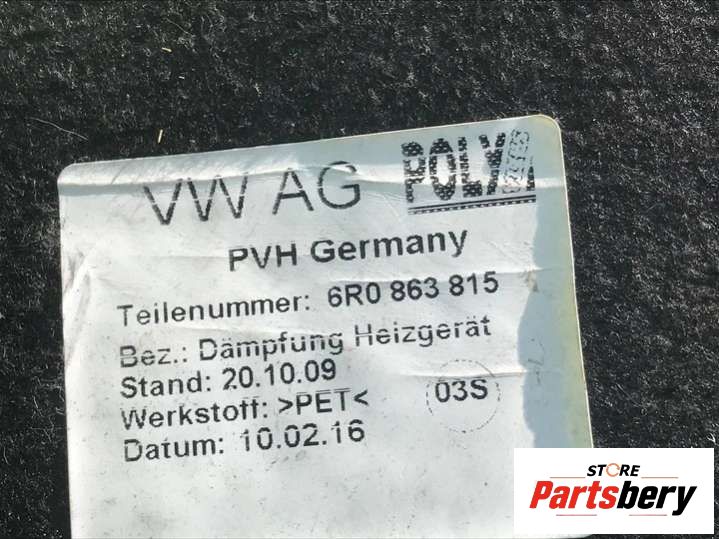 VW AG
PVH Germany
Teilenummer: 6R0 863 815
Bez.: Dämpfung Heizgerät
Stand: 20.10.09
Werkstoff: >PET< 03S
Datum: 10.02.16
STORE
Partsbery